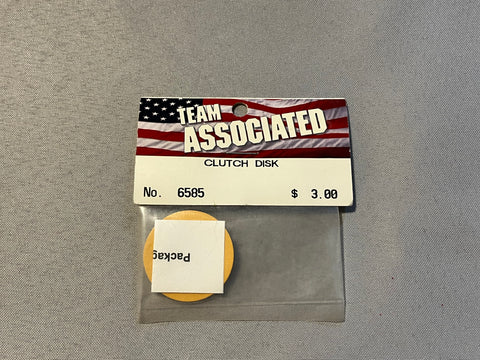 TEAM
ASSOCIATED
CLUTCH DISK
No. 6585 $ 3.00
Packag